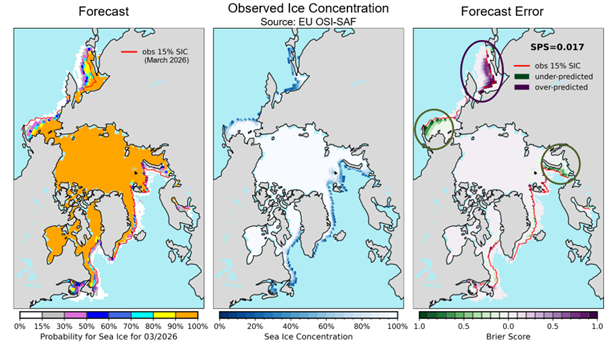 Forecast
obs 15% SIC
(March 2026)
0% 15% 30% 40% 50% 60% 70% 80% 90% 100%
Probability for Sea Ice for 03/2026
Observed Ice Concentration
Source: EU OSI-SAF
0% 20% 40% 60% 80% 100%
Sea Ice Concentration
Forecast Error
SPS=0.017
obs 15% SIC
under-predicted
over-predicted
1.0 0.5 0.0 0.5 1.0
Brier Score